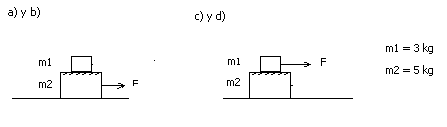 a) y b)
m1
m2
F
c) y d)
m1
F
m2
m1 = 3 kg
m2 = 5 kg